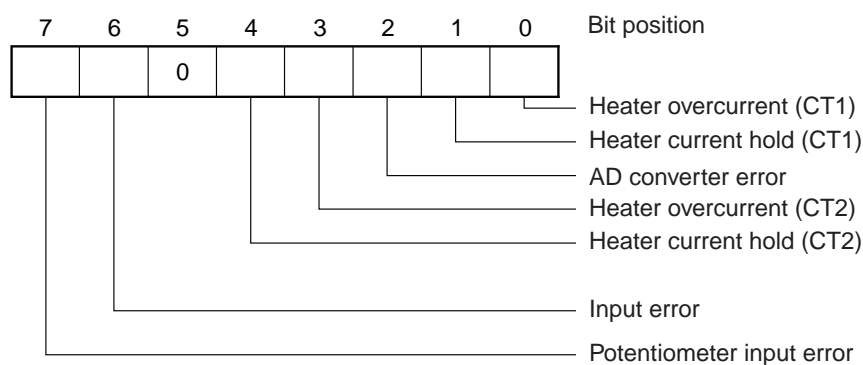 7 6 5 4 3 2 1 0 Bit position
0
Heater overcurrent (CT1)
Heater current hold (CT1)
AD converter error
Heater overcurrent (CT2)
Heater current hold (CT2)
Input error
Potentiometer input error